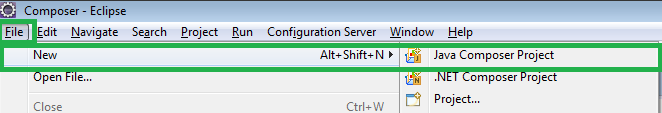 Composer - Eclipse
File Edit Navigate Search Project Run Configuration Server Window Help
New Alt+Shift+N Java Composer Project
Open File... .NET Composer Project
Project...
Close Ctrl+W